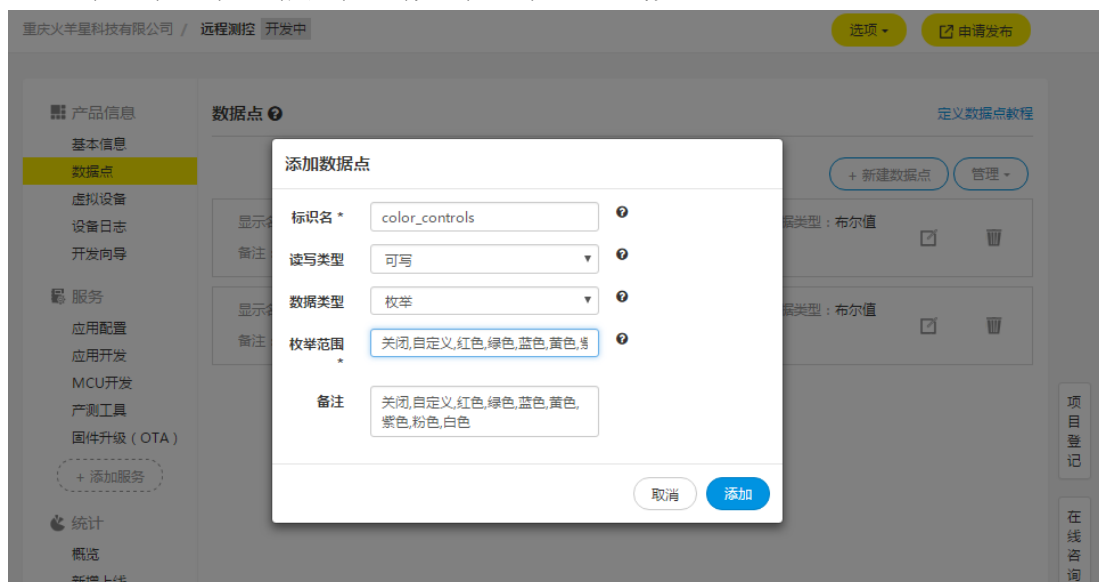 重庆火羊星科技有限公司 / 远程测控 开发中
选项
申请发布
产品信息
基本信息
数据点
虚拟设备
设备日志
开发向导
服务
应用配置
应用开发
MCU开发
产测工具
固件升级（OTA）
+ 添加服务
统计
概览
新增上线
数据点
定义数据点教程
+ 新建数据点
管理
显示
据类型：布尔值
备注
显示
据类型：布尔值
备注
添加数据点
标识名 *
color_controls
读写类型
可写
数据类型
枚举
枚举范围
*
关闭,自定义,红色,绿色,蓝色,黄色,
备注
关闭,自定义,红色,绿色,蓝色,黄色,
紫色,粉色,白色
取消
添加
项目登记
在线咨询